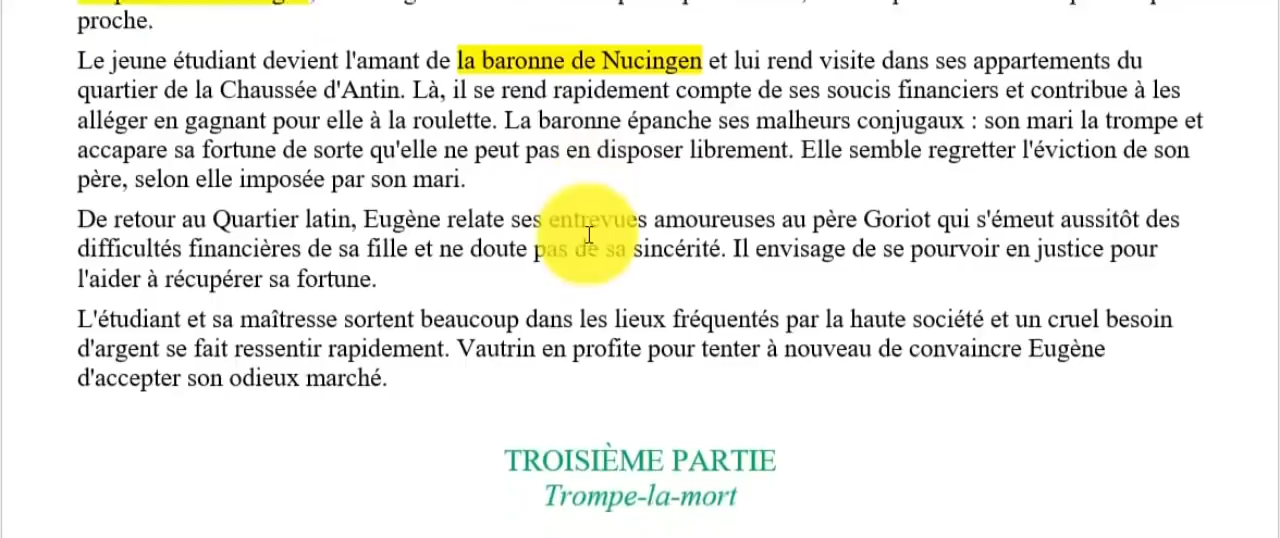 proche.
Le jeune étudiant devient l'amant de la baronne de Nucingen et lui rend visite dans ses appartements du
quartier de la Chaussée d'Antin. Là, il se rend rapidement compte de ses soucis financiers et contribue à les
alléger en gagnant pour elle à la roulette. La baronne épanche ses malheurs conjugaux : son mari la trompe et
accapare sa fortune de sorte qu'elle ne peut pas en disposer librement. Elle semble regretter l'éviction de son
père, selon elle imposée par son mari.
De retour au Quartier latin, Eugène relate ses entrevues amoureuses au père Goriot qui s'émeut aussitôt des
difficultés financières de sa fille et ne doute pas de sa sincérité. Il envisage de se pourvoir en justice pour
l'aider à récupérer sa fortune.
L'étudiant et sa maîtresse sortent beaucoup dans les lieux fréquentés par la haute société et un cruel besoin
d'argent se fait ressentir rapidement. Vautrin en profite pour tenter à nouveau de convaincre Eugène
d'accepter son odieux marché.
TROISIÈME PARTIE
Trompe-la-mort